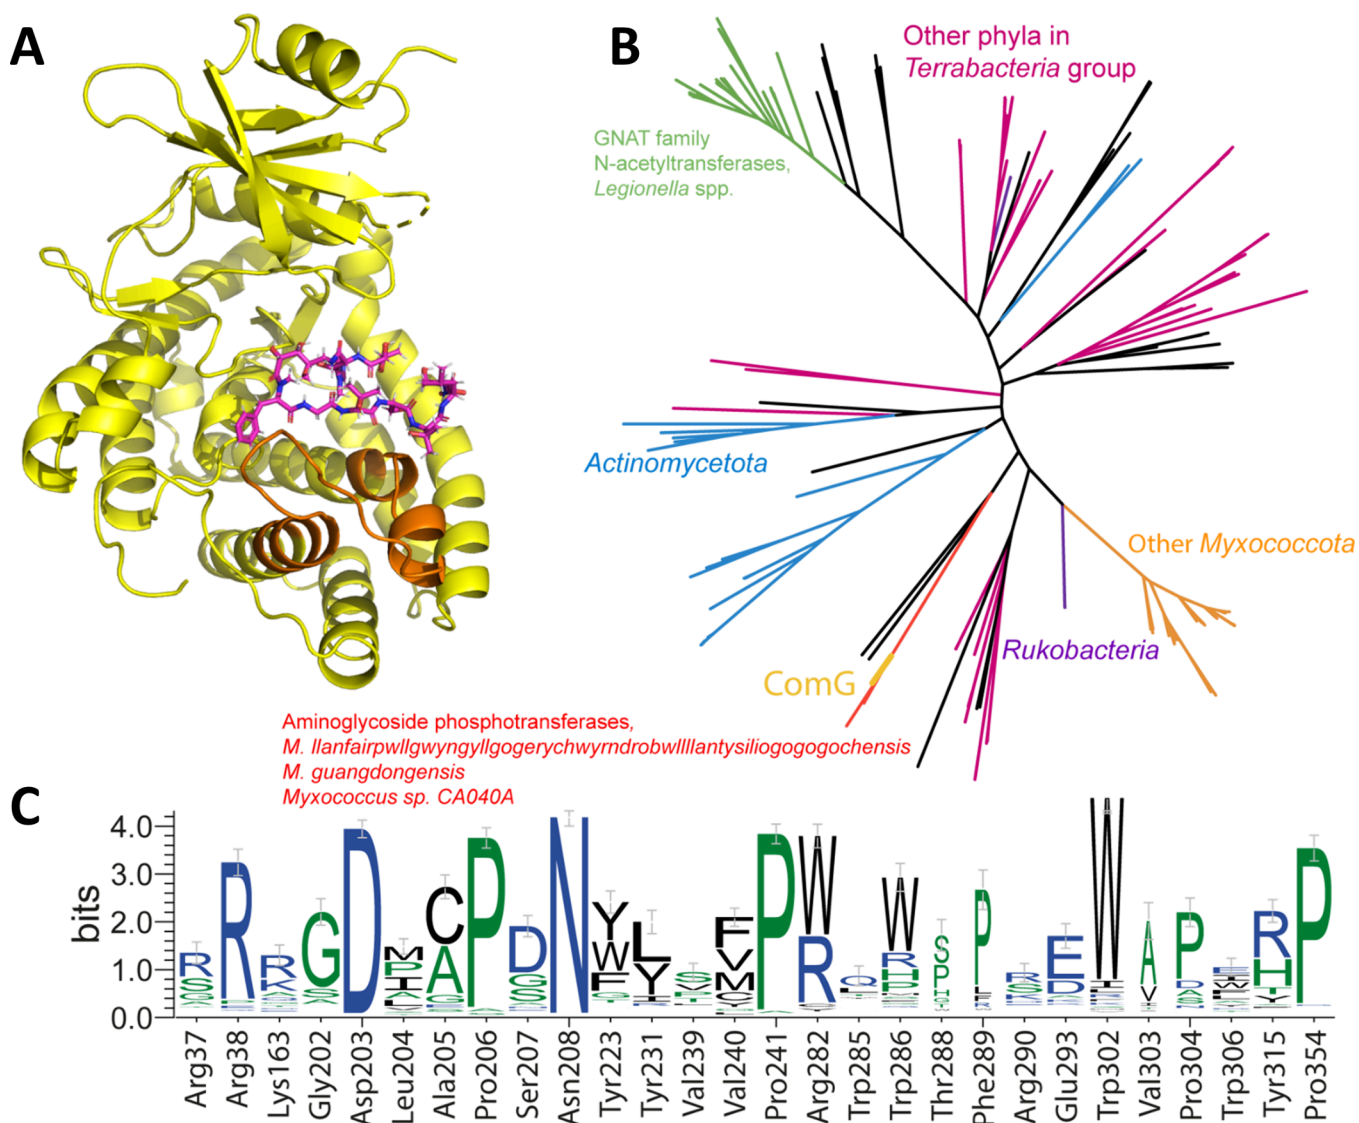 A
B
Other phyla in
Terrabacteria group
GNAT family
N-acetyltransferases,
Legionella spp.
Actinomycetota
Other Myxococcota
Rukobacteria
ComG
Aminoglycoside phosphotransferases,
M. llanfairpwllgwyngyllgogerychwyrndrobwllllantysiliogogogochensis
M. guangdongensis
Myxococcus sp. CA040A
C
bits
4.0
3.0
2.0
1.0
0.0
Arg37
Arg38
Lys163
Gly202
Asp203
Leu204
Ala205
Pro206
Ser207
Asn208
Tyr223
Tyr231
Val239
Val240
Pro241
Arg282
Trp285
Trp286
Thr288
Phe289
Arg290
Glu293
Trp302
Val303
Pro304
Trp306
Tyr315
Pro354